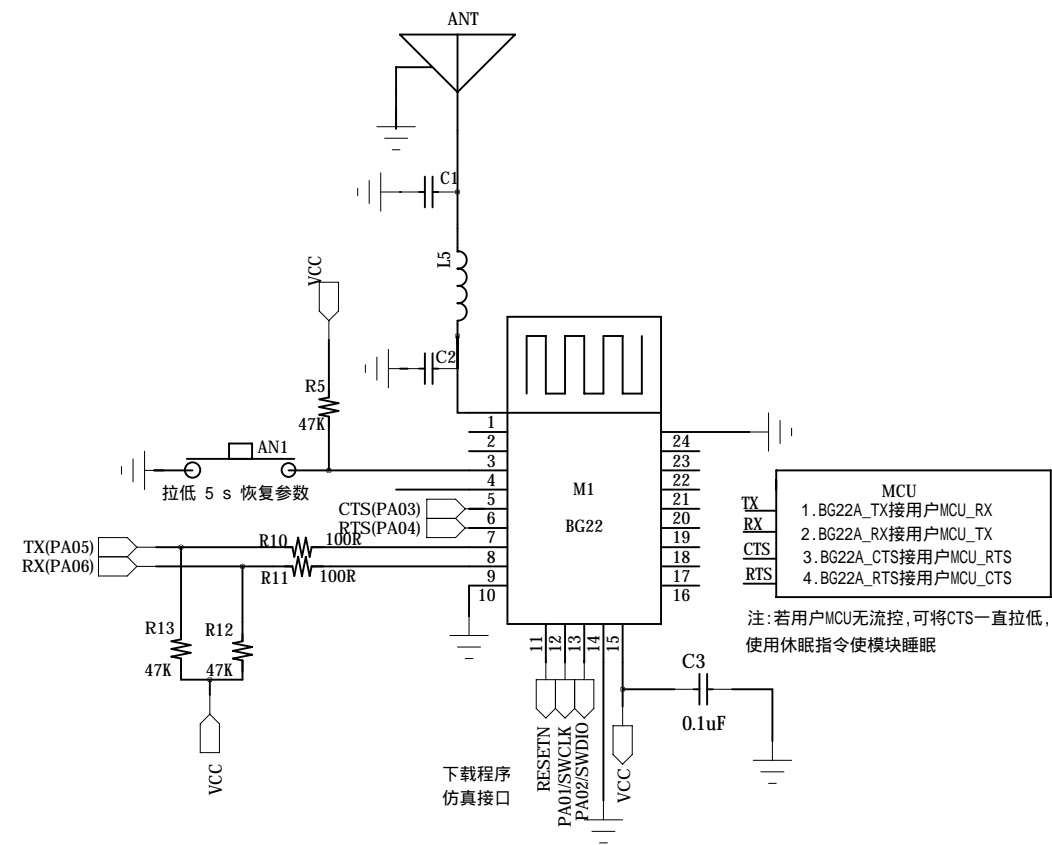 ANT
C1
L5
VCC
C2
R5
47K
AN1
拉低 5 s 恢复参数
1
2
3
4
5
6
7
8
9
10
24
23
22
21
20
19
18
17
16
M1
BG22
CTS(PA03)
RTS(PA04)
TX(PA05)
RX(PA06)
R10
100R
R11
100R
R13
R12
47K
47K
VCC
11
12
13
14
15
RESETN
PA01/SWCLK
PA02/SWDIO
VCC
下载程序
仿真接口
C3
0.1uF
MCU
TX
1.BG22A_TX接用户MCU_RX
RX
2.BG22A_RX接用户MCU_TX
CTS
3.BG22A_CTS接用户MCU_RTS
RTS
4.BG22A_RTS接用户MCU_CTS
注:若用户MCU无流控,可将CTS一直拉低,
使用休眠指令使模块睡眠